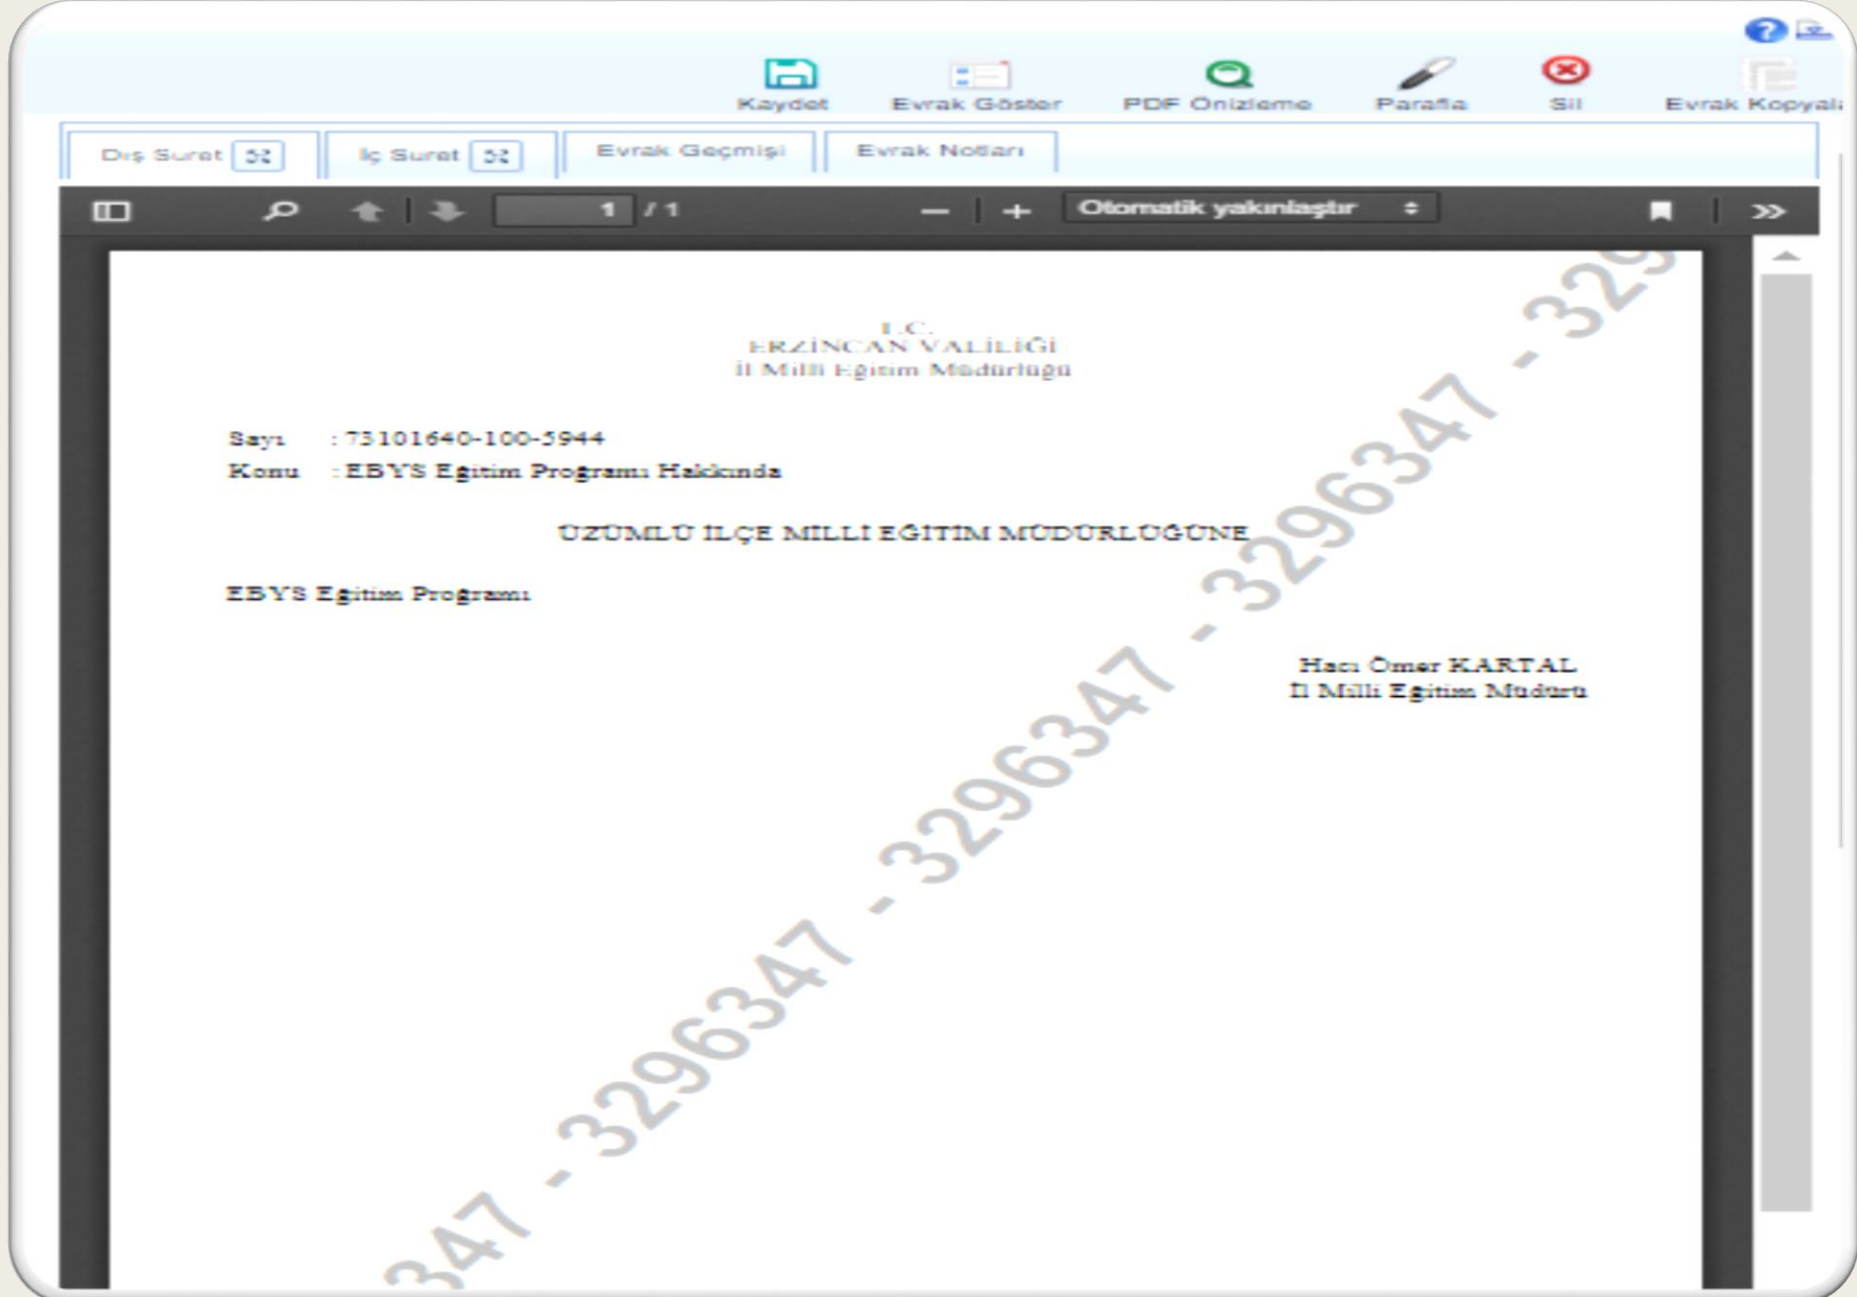 Kaydet Evrak Göster PDF Önizleme Parafla Sil Evrak Kopyala
Dış Suret İç Suret Evrak Geçmişi Evrak Notları
1 / 1 Otomatik yakınlaştır
T.C.
ERZİNCAN VALİLİĞİ
İl Milli Eğitim Müdürlüğü
Sayı : 73101640-100-5944
Konu : EBYS Eğitim Programı Hakkında
ÜZÜMLÜ İLÇE MİLLİ EĞİTİM MÜDÜRLÜĞÜNE
EBYS Eğitim Programı
Hacı Ömer KARTAL
İl Milli Eğitim Müdürü
347 - 3296347 - 3296347 - 3296347 - 329